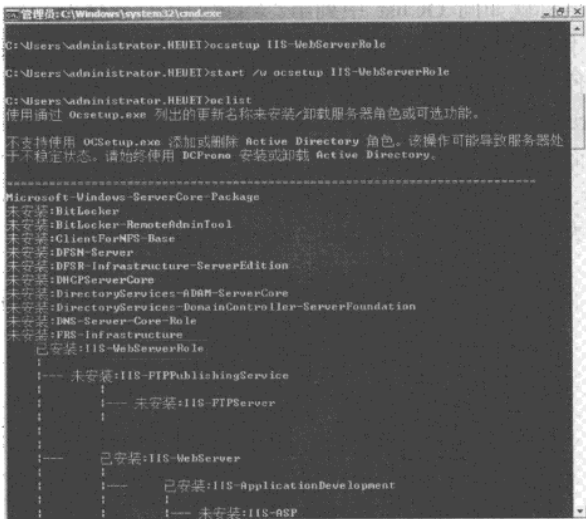 管理员: C:\Windows\system32\cmd.exe
C:\Users\administrator.HEUET>ocsetup IIS-WebServerRole
C:\Users\administrator.HEUET>start /w ocsetup IIS-WebServerRole
C:\Users\administrator.HEUET>oclist
使用通过 Ocsetup.exe 列出的更新名称未安装/卸载服务器角色或可选功能。
不支持使用 OCSetup.exe 添加或删除 Active Directory 角色。该操作可能导致服务器处
于不稳定状态。请始终使用 DCPromo 安装或卸载 Active Directory。
===========================================================================
Microsoft-Windows-ServerCore-Package
未安装:BitLocker
未安装:BitLocker-RemoteAdminTool
未安装:ClientForNFS-Base
未安装:DFSN-Server
未安装:DFSR-Infrastructure-ServerEdition
未安装:DHCPServerCore
未安装:DirectoryServices-ADAM-ServerCore
未安装:DirectoryServices-DomainController-ServerFoundation
未安装:DNS-Server-Core-Role
未安装:FRS-Infrastructure
已安装:IIS-WebServerRole
|--- 未安装:IIS-FTPPublishingService
|--- 未安装:IIS-FTPServer
|--- 已安装:IIS-WebServer
|--- 已安装:IIS-ApplicationDevelopment
|--- 未安装:IIS-ASP